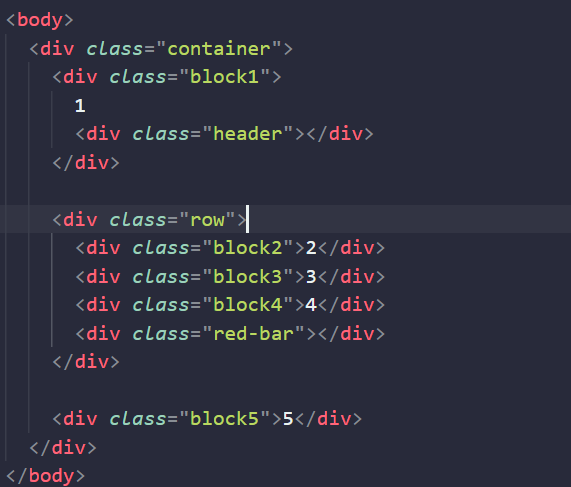 <body>
<div class="container">
<div class="block1">
1
<div class="header"></div>
</div>
<div class="row">
<div class="block2">2</div>
<div class="block3">3</div>
<div class="block4">4</div>
<div class="red-bar"></div>
</div>
<div class="block5">5</div>
</div>
</body>